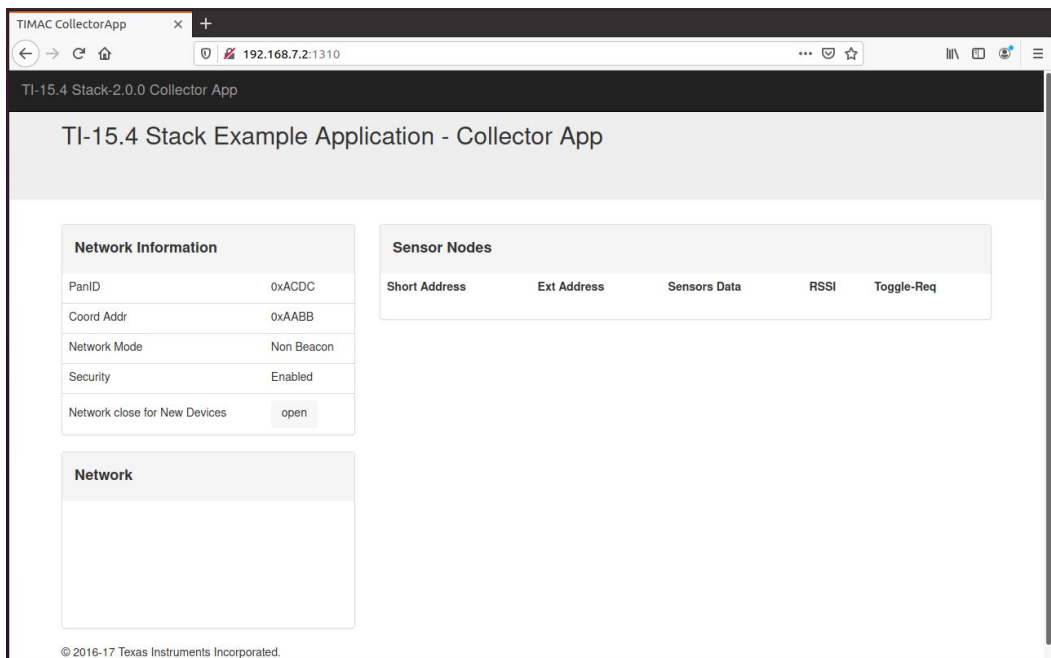 TIMAC CollectorApp
192.168.7.2:1310
TI-15.4 Stack-2.0.0 Collector App
TI-15.4 Stack Example Application - Collector App
Network Information
PanID 0xACDC
Coord Addr 0xAABB
Network Mode Non Beacon
Security Enabled
Network close for New Devices open
Network
Sensor Nodes
Short Address Ext Address Sensors Data RSSI Toggle-Req
© 2016-17 Texas Instruments Incorporated.